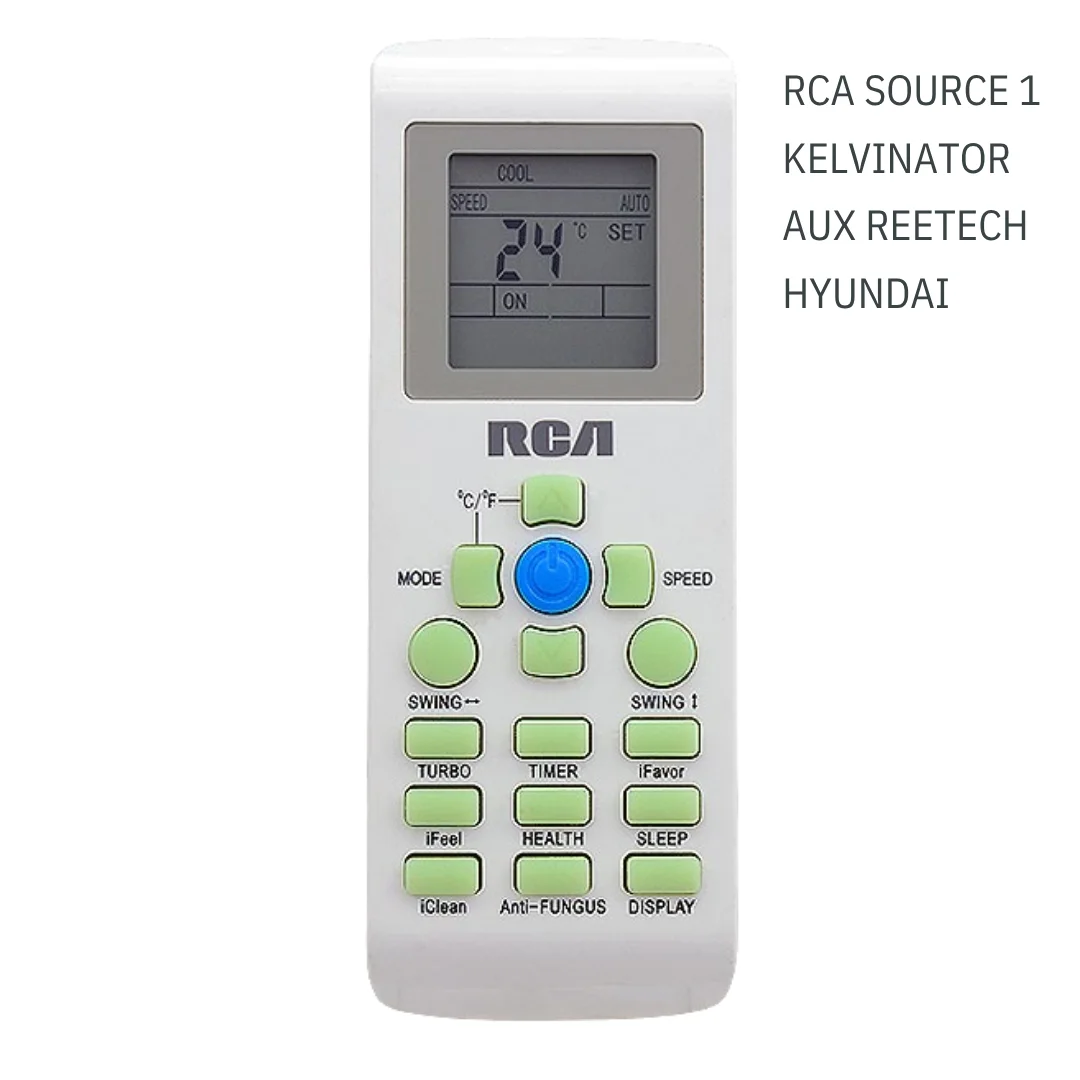 RCA SOURCE 1
KELVINATOR
AUX REETECH
HYUNDAI
COOL
SPEED AUTO
24 °C SET
ON
RCA
°C/°F
MODE SPEED
SWING↔ SWING↕
TURBO TIMER iFavor
iFeel HEALTH SLEEP
iClean Anti-FUNGUS DISPLAY